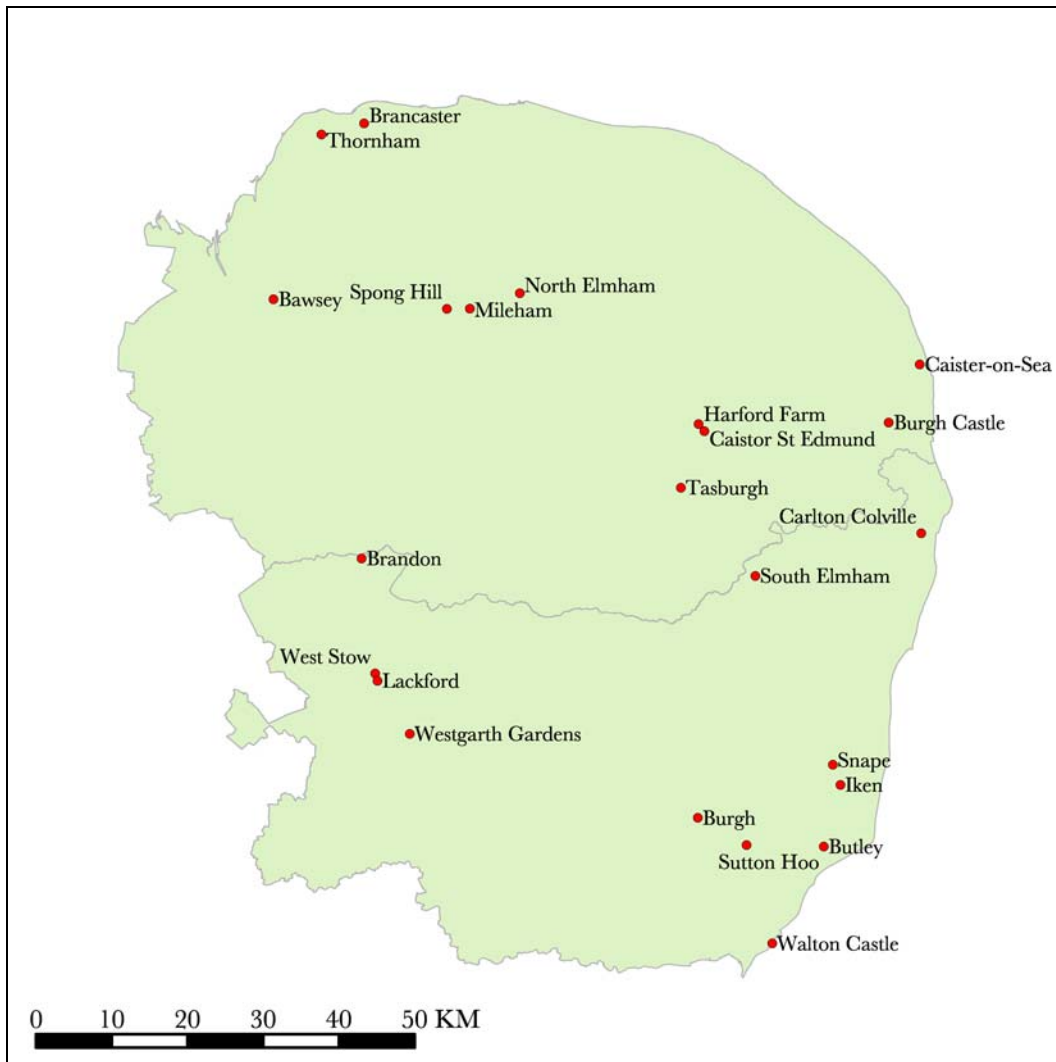 Brancaster
Thornham
Spong Hill
North Elmham
Bawsey
Mileham
Caister-on-Sea
Harford Farm
Burgh Castle
Caistor St Edmund
Tasburgh
Carlton Colville
Brandon
South Elmham
West Stow
Lackford
Westgarth Gardens
Snape
Iken
Burgh
Butley
Sutton Hoo
Walton Castle
0 10 20 30 40 50 KM